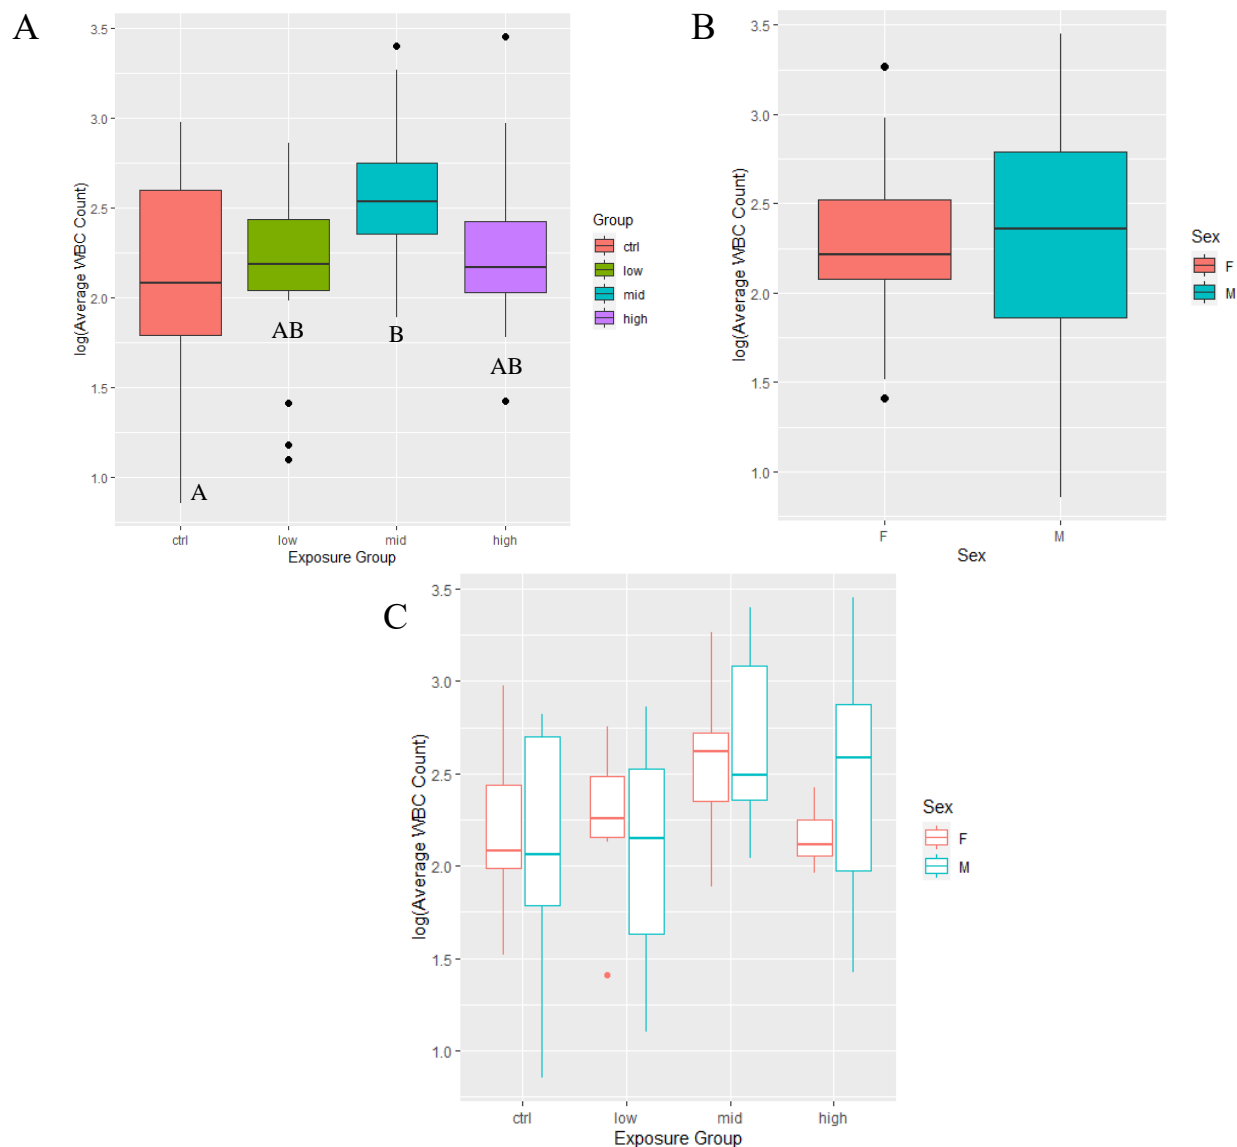 A
log(Average WBC Count)
3.5
3.0
2.5
2.0
1.5
1.0
AB
B
AB
A
ctrl
low
mid
high
Exposure Group
Group
ctrl
low
mid
high
B
log(Average WBC Count)
3.5
3.0
2.5
2.0
1.5
1.0
F
M
Sex
Sex
F
M
C
log(Average WBC Count)
3.5
3.0
2.5
2.0
1.5
1.0
ctrl
low
mid
high
Exposure Group
Sex
F
M